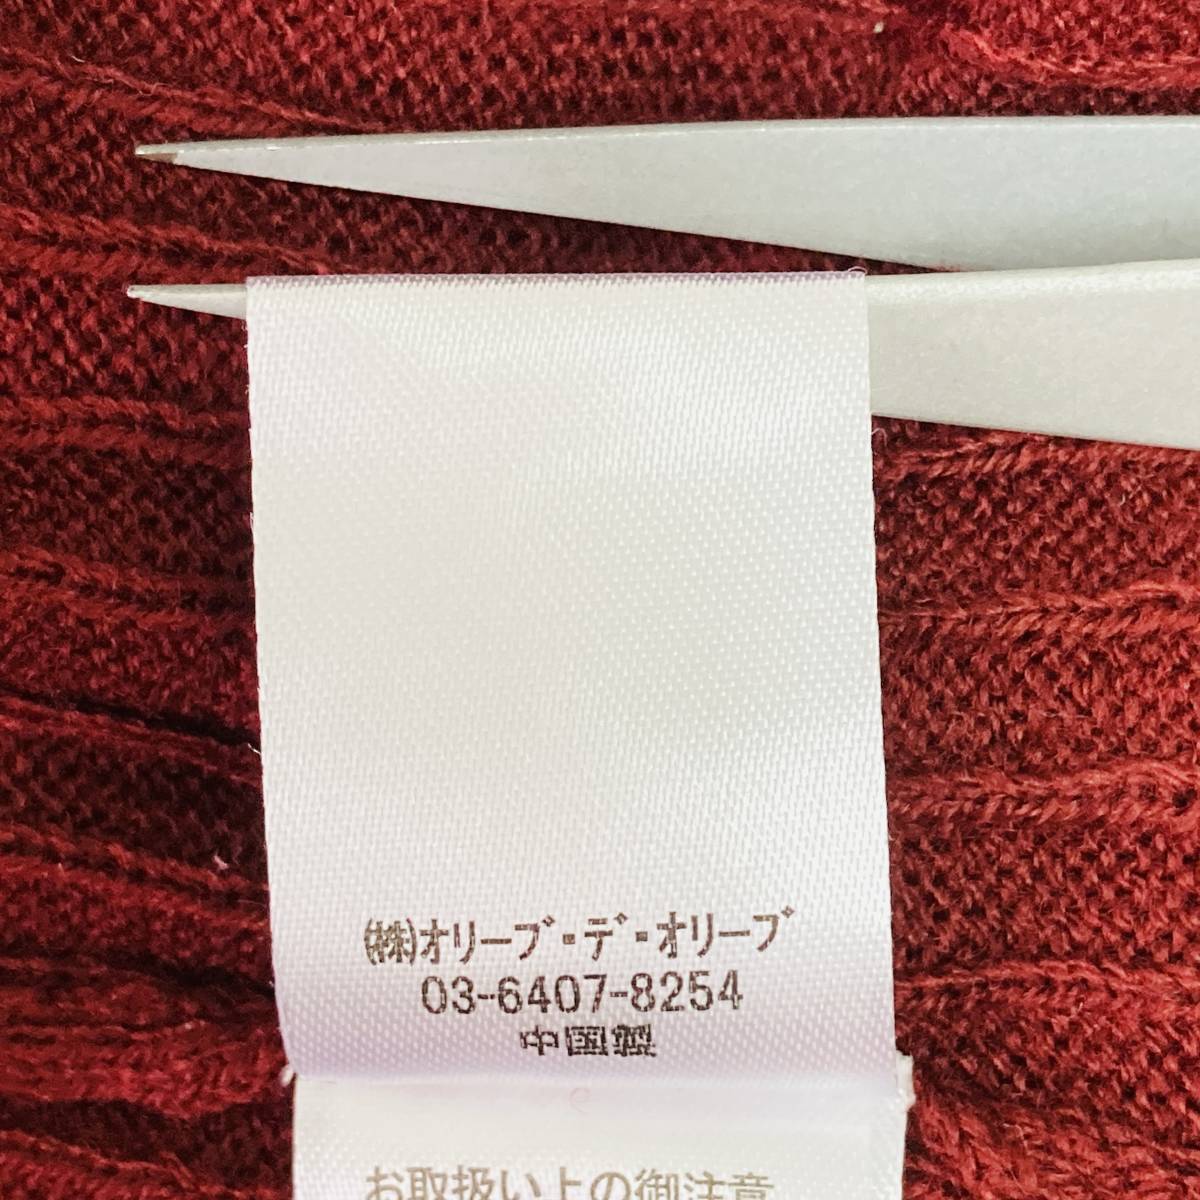 ㈱オリーブ・デ・オリーブ
03-6407-8254
中国製
お取扱い上の御注意